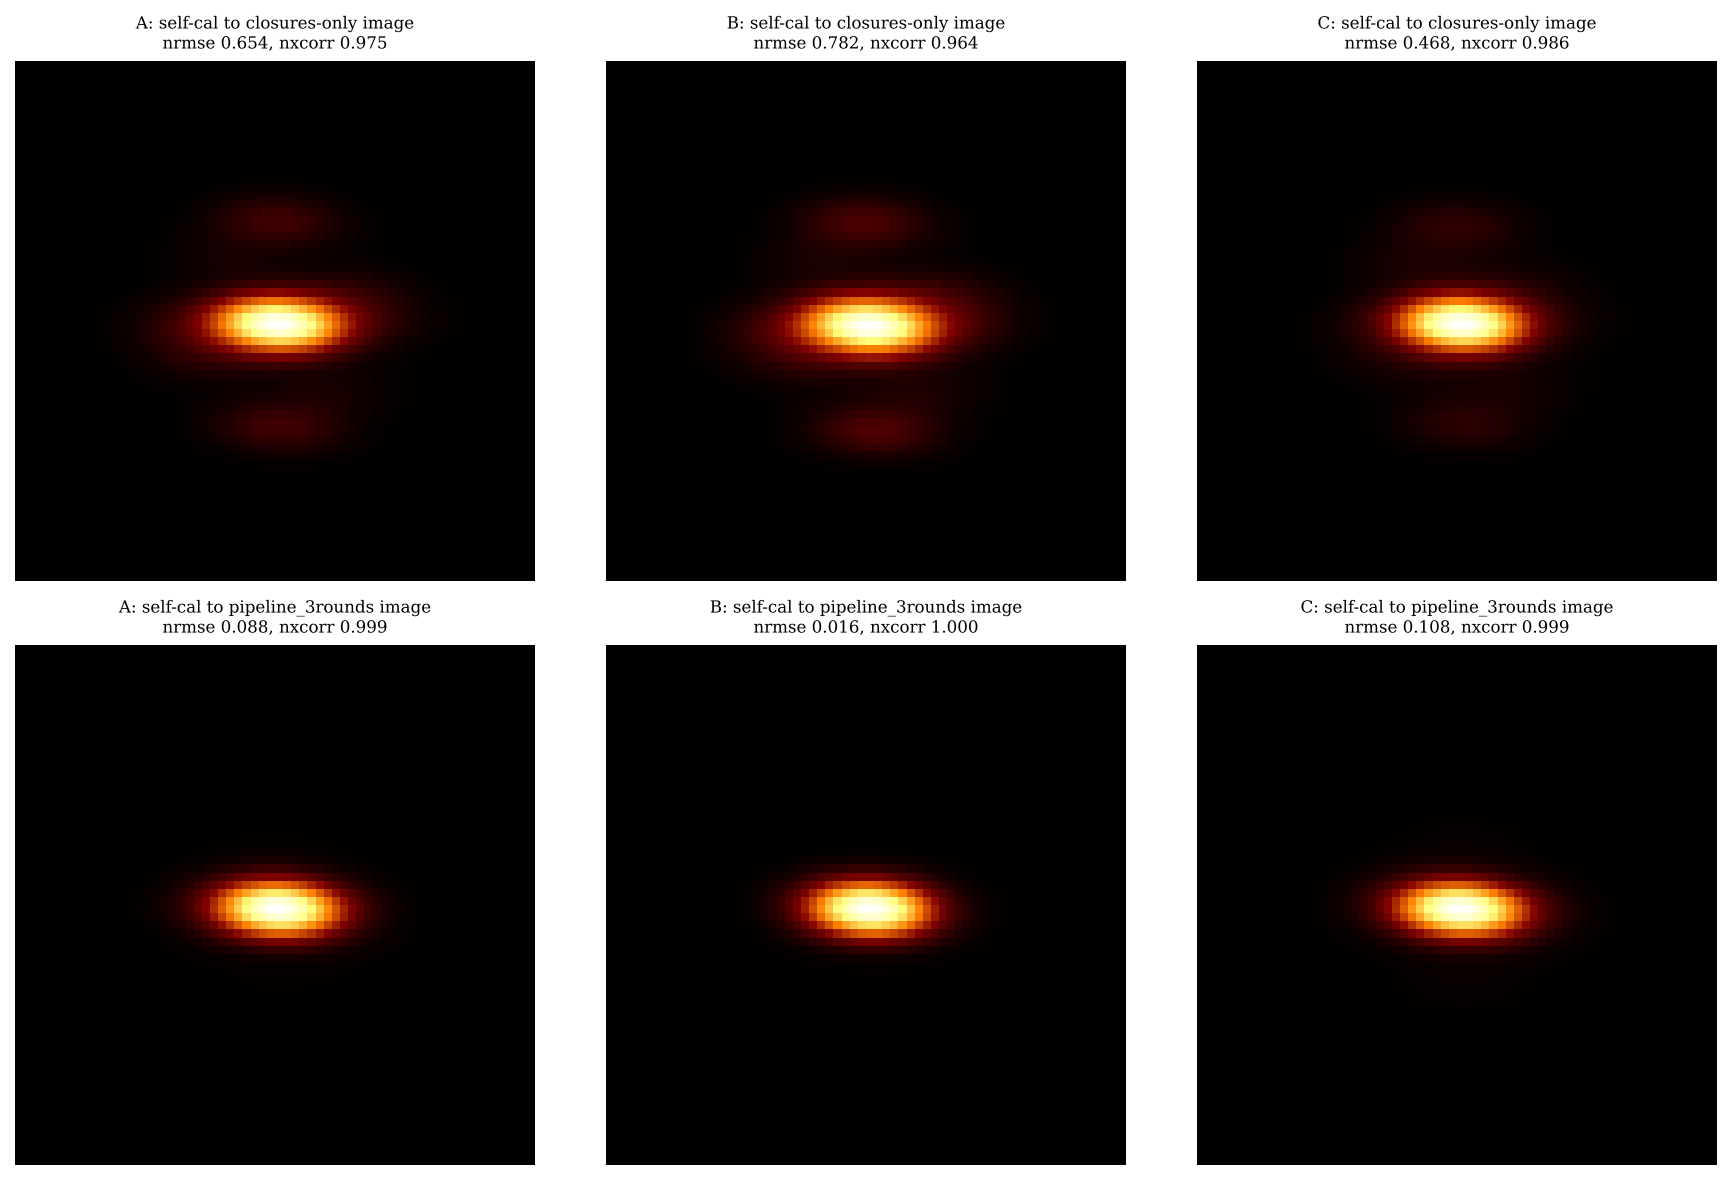 A: self-cal to closures-only image
nrmse 0.654, nxcorr 0.975
B: self-cal to closures-only image
nrmse 0.782, nxcorr 0.964
C: self-cal to closures-only image
nrmse 0.468, nxcorr 0.986
A: self-cal to pipeline_3rounds image
nrmse 0.088, nxcorr 0.999
B: self-cal to pipeline_3rounds image
nrmse 0.016, nxcorr 1.000
C: self-cal to pipeline_3rounds image
nrmse 0.108, nxcorr 0.999